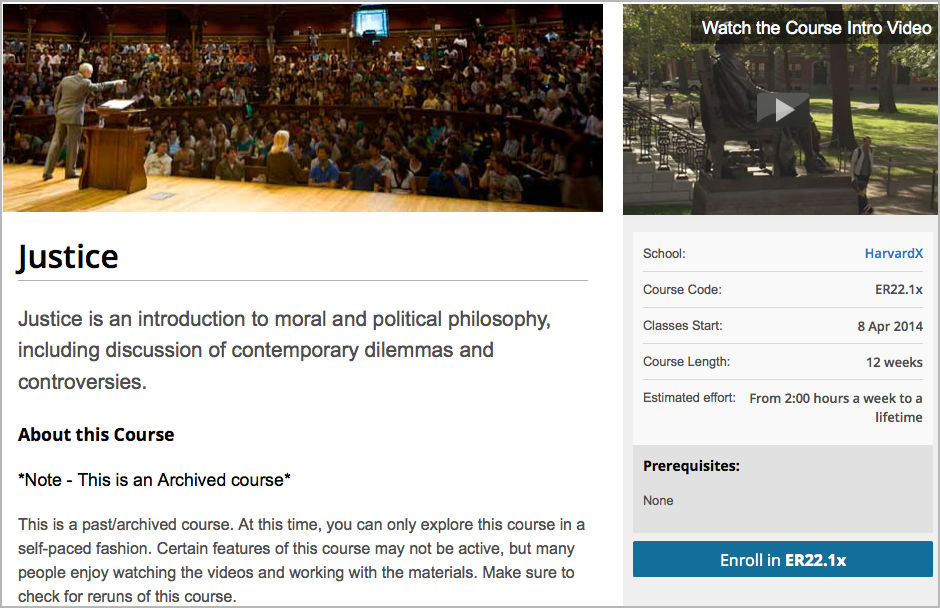 Watch the Course Intro Video
Justice
Justice is an introduction to moral and political philosophy,
including discussion of contemporary dilemmas and
controversies.
About this Course
*Note - This is an Archived course*
This is a past/archived course. At this time, you can only explore this course in a
self-paced fashion. Certain features of this course may not be active, but many
people enjoy watching the videos and working with the materials. Make sure to
check for reruns of this course.
School: HarvardX
Course Code: ER22.1x
Classes Start: 8 Apr 2014
Course Length: 12 weeks
Estimated effort: From 2:00 hours a week to a
lifetime
Prerequisites:
None
Enroll in ER22.1x